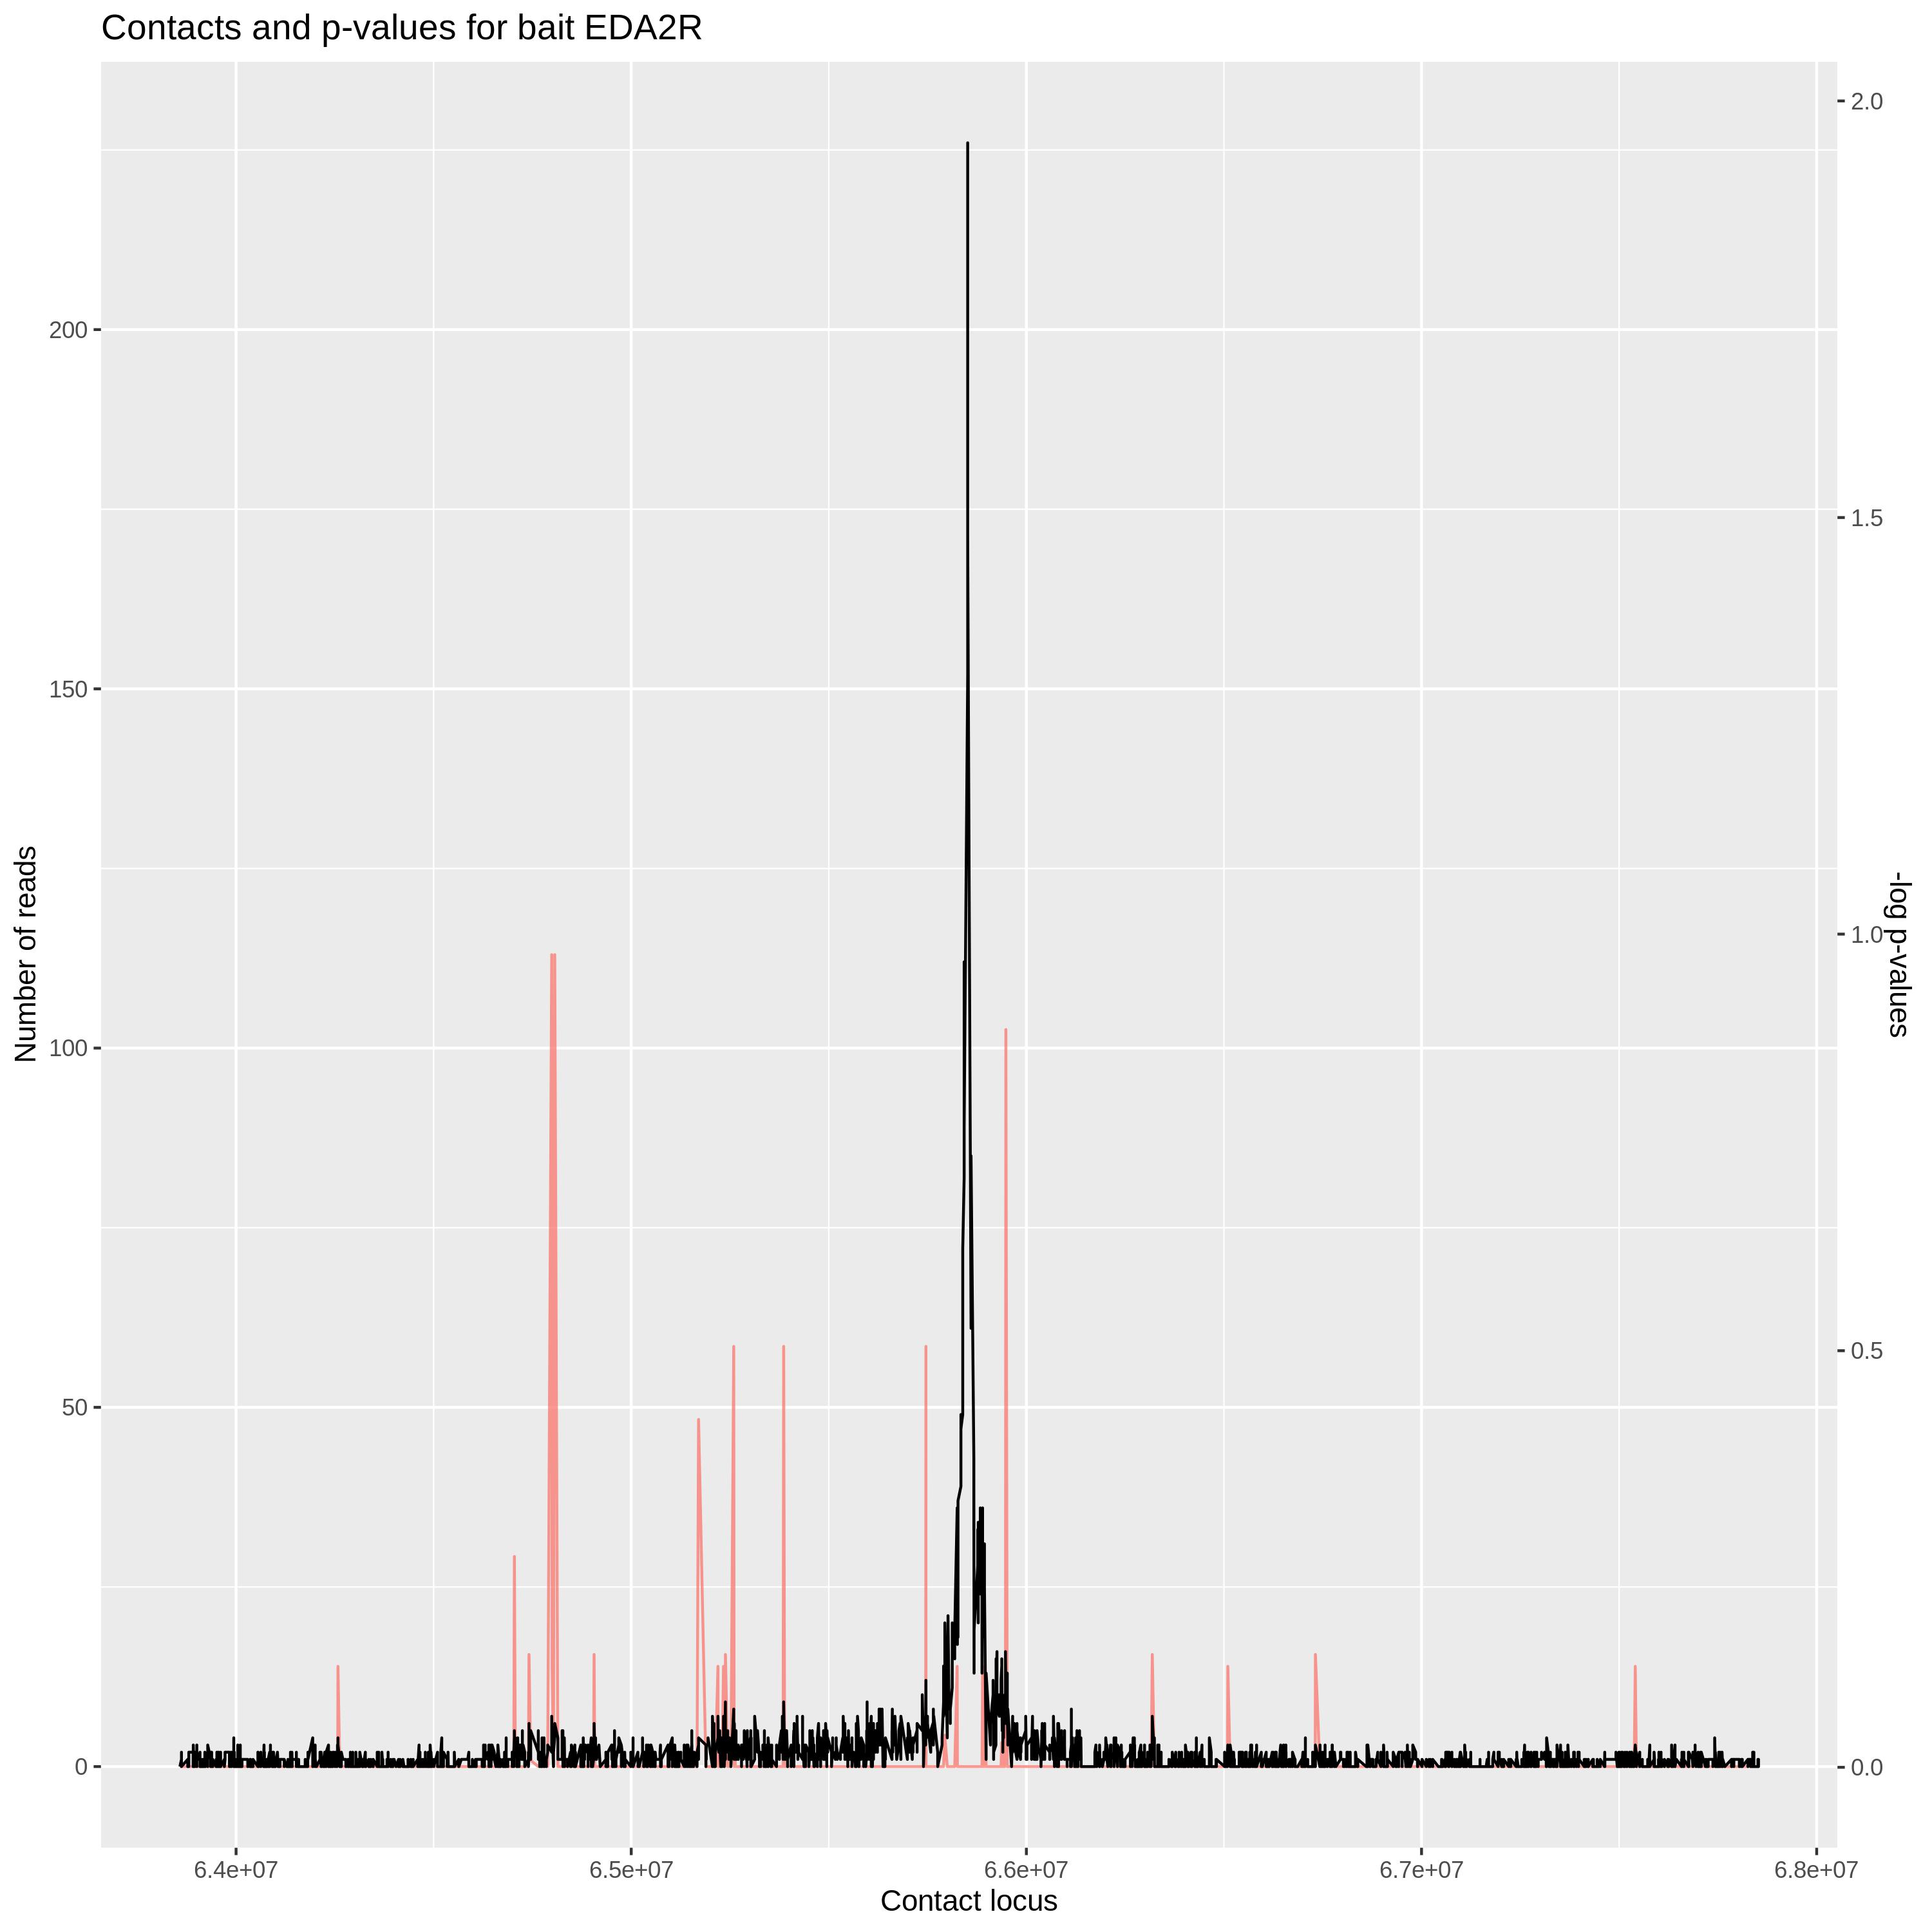 Contacts and p-values for bait EDA2R
Number of reads
200
150
100
50
0
2.0
1.5
1.0
0.5
0.0
-log p-values
6.4e+07 6.5e+07 6.6e+07 6.7e+07 6.8e+07
Contact locus